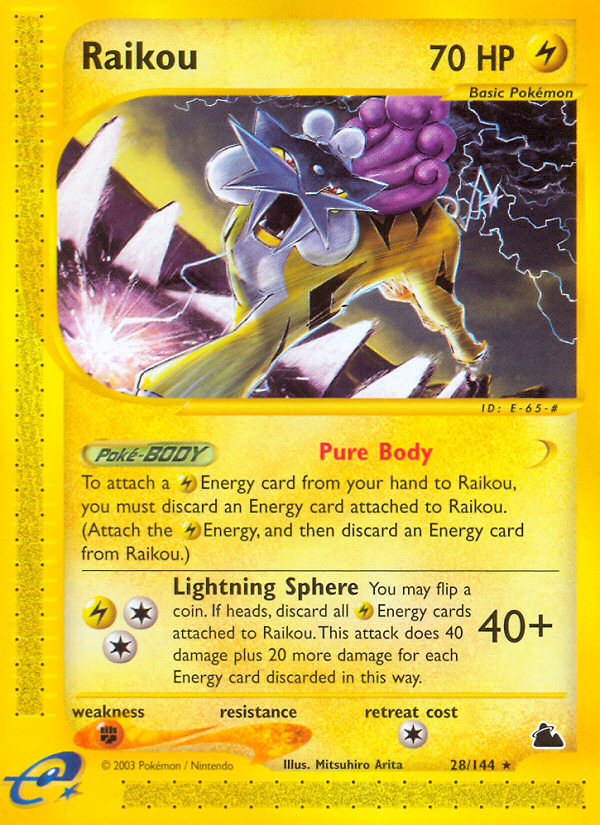 Raikou 70 HP
Basic Pokémon
ID: E-65-#
Poké-BODY Pure Body
To attach a Energy card from your hand to Raikou,
you must discard an Energy card attached to Raikou.
(Attach the Energy, and then discard an Energy card
from Raikou.)
Lightning Sphere You may flip a
coin. If heads, discard all Energy cards
attached to Raikou. This attack does 40
damage plus 20 more damage for each
Energy card discarded in this way.
40+
weakness resistance retreat cost
© 2003 Pokémon / Nintendo Illus. Mitsuhiro Arita 28/144 ★
e